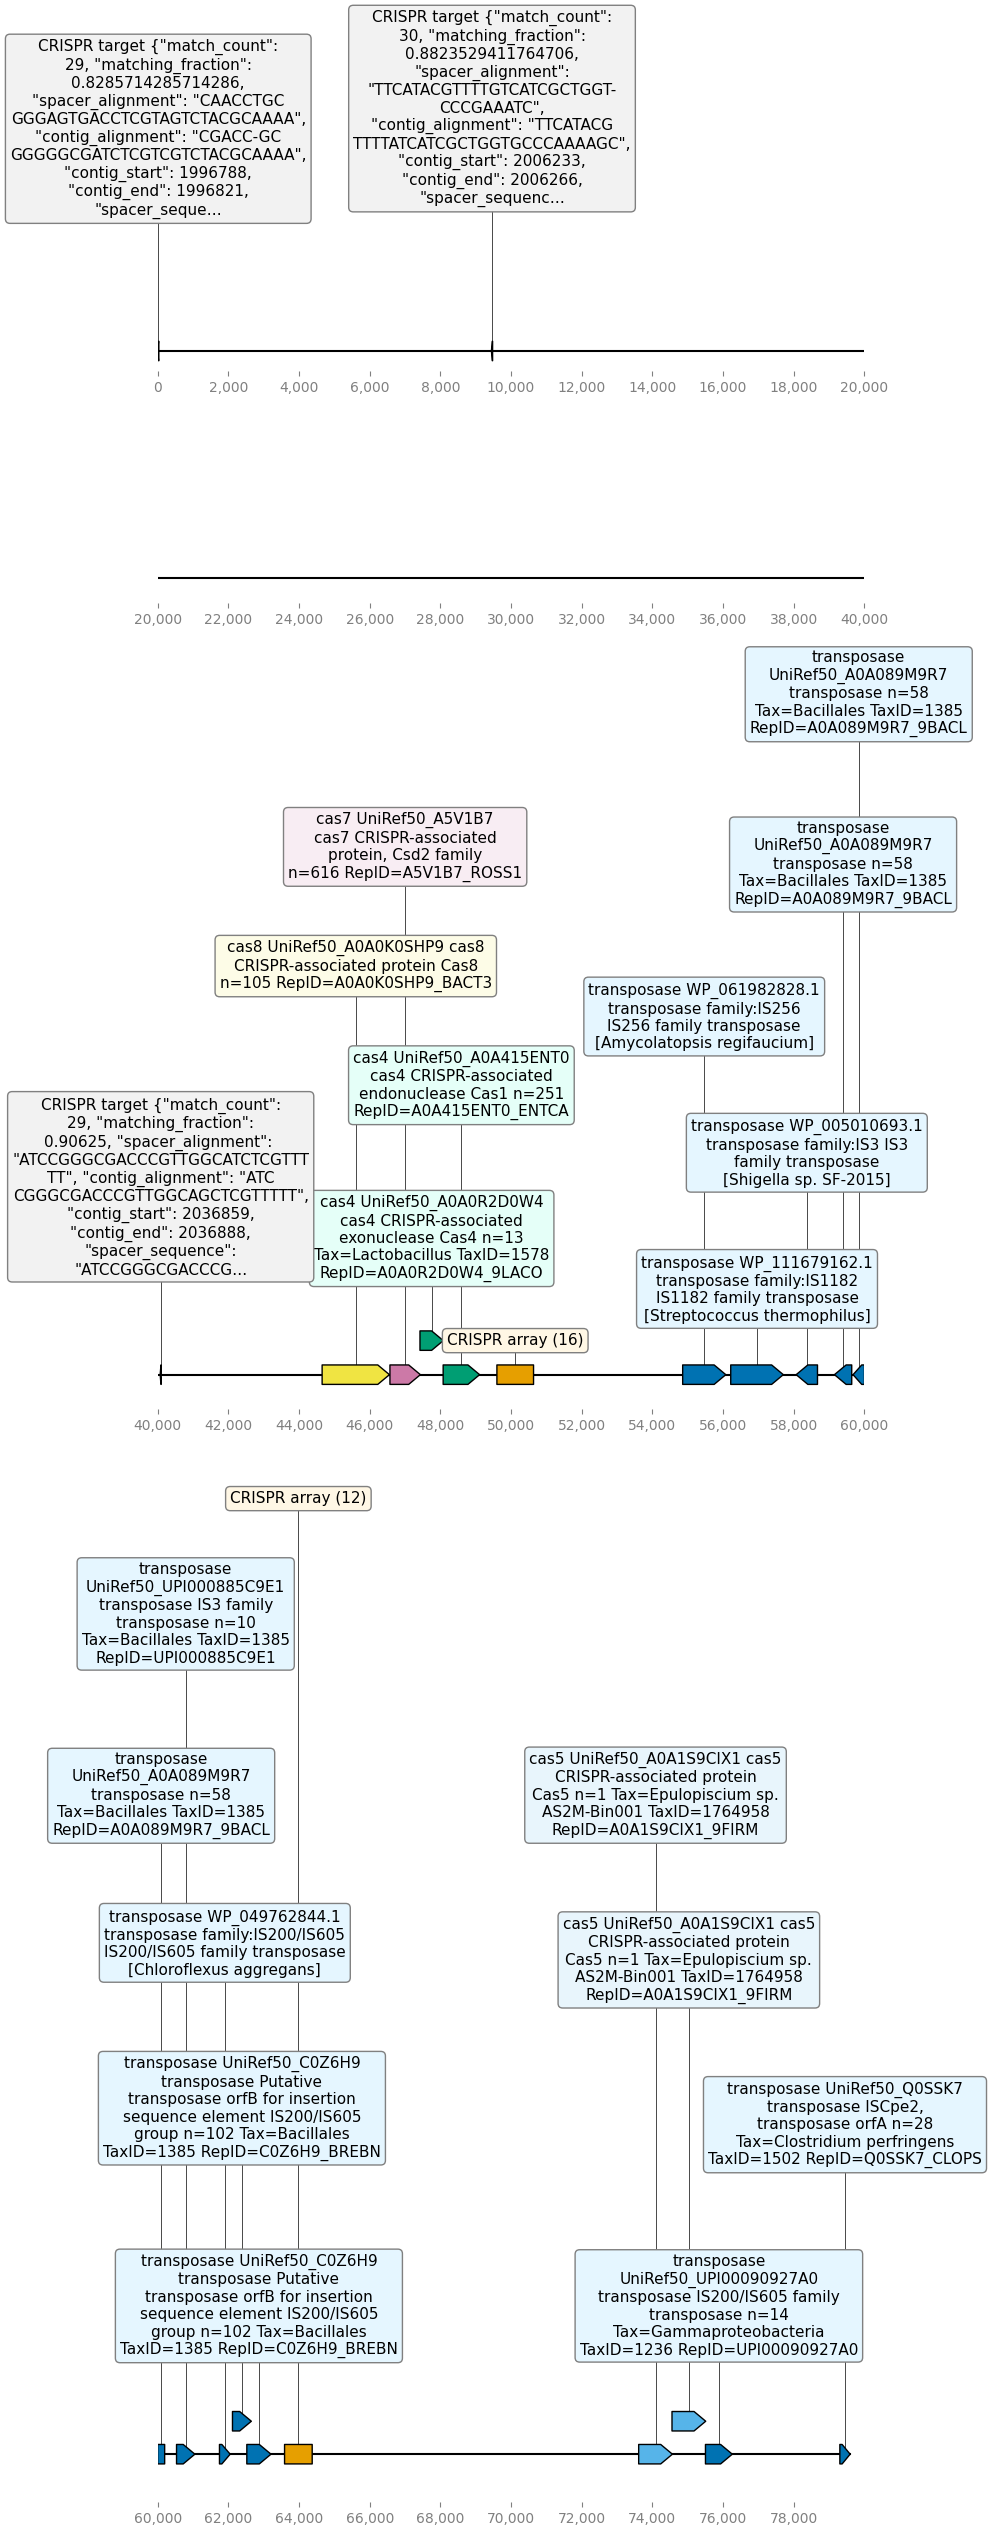 CRISPR target {"match_count":
29, "matching_fraction":
0.8285714285714286,
"spacer_alignment": "CAACCTGC
GGGAGTGACCTCGTAGTCTACGCAAAA",
"contig_alignment": "CGACC-GC
GGGGGCGATCTCGTCGTCTACGCAAAA",
"contig_start": 1996788,
"contig_end": 1996821,
"spacer_seque...
CRISPR target {"match_count":
30, "matching_fraction":
0.8823529411764706,
"spacer_alignment":
"TTCATACGTTTTGTCATCGCTGGT-
CCCGAAATC",
"contig_alignment": "TTCATACG
TTTTATCATCGCTGGTGCCCAAAAGC",
"contig_start": 2006233,
"contig_end": 2006266,
"spacer_sequenc...
0 2,000 4,000 6,000 8,000 10,000 12,000 14,000 16,000 18,000 20,000
20,000 22,000 24,000 26,000 28,000 30,000 32,000 34,000 36,000 38,000 40,000
transposase
UniRef50_A0A089M9R7
transposase n=58
Tax=Bacillales TaxID=1385
RepID=A0A089M9R7_9BACL
cas7 UniRef50_A5V1B7
cas7 CRISPR-associated
protein, Csd2 family
n=616 RepID=A5V1B7_ROSS1
transposase
UniRef50_A0A089M9R7
transposase n=58
Tax=Bacillales TaxID=1385
RepID=A0A089M9R7_9BACL
cas8 UniRef50_A0A0K0SHP9 cas8
CRISPR-associated protein Cas8
n=105 RepID=A0A0K0SHP9_BACT3
transposase WP_061982828.1
transposase family:IS256
IS256 family transposase
[Amycolatopsis regifaucium]
cas4 UniRef50_A0A415ENT0
cas4 CRISPR-associated
endonuclease Cas1 n=251
RepID=A0A415ENT0_ENTCA
CRISPR target {"match_count":
29, "matching_fraction":
0.90625, "spacer_alignment":
"ATCCGGGCGACCCGTTGGCATCTCGTTT
TT", "contig_alignment": "ATC
CGGGCGACCCGTTGGCAGCTCGTTTTT",
"contig_start": 2036859,
"contig_end": 2036888,
"spacer_sequence":
"ATCCGGGCGACCCG...
transposase WP_005010693.1
transposase family:IS3 IS3
family transposase
[Shigella sp. SF-2015]
cas4 UniRef50_A0A0R2D0W4
cas4 CRISPR-associated
exonuclease Cas4 n=13
Tax=Lactobacillus TaxID=1578
RepID=A0A0R2D0W4_9LACO
transposase WP_111679162.1
transposase family:IS1182
IS1182 family transposase
[Streptococcus thermophilus]
CRISPR array (16)
40,000 42,000 44,000 46,000 48,000 50,000 52,000 54,000 56,000 58,000 60,000
CRISPR array (12)
transposase
UniRef50_UPI000885C9E1
transposase IS3 family
transposase n=10
Tax=Bacillales TaxID=1385
RepID=UPI000885C9E1
transposase
UniRef50_A0A089M9R7
transposase n=58
Tax=Bacillales TaxID=1385
RepID=A0A089M9R7_9BACL
cas5 UniRef50_A0A1S9CIX1 cas5
CRISPR-associated protein
Cas5 n=1 Tax=Epulopiscium sp.
AS2M-Bin001 TaxID=1764958
RepID=A0A1S9CIX1_9FIRM
transposase WP_049762844.1
transposase family:IS200/IS605
IS200/IS605 family transposase
[Chloroflexus aggregans]
cas5 UniRef50_A0A1S9CIX1 cas5
CRISPR-associated protein
Cas5 n=1 Tax=Epulopiscium sp.
AS2M-Bin001 TaxID=1764958
RepID=A0A1S9CIX1_9FIRM
transposase UniRef50_C0Z6H9
transposase Putative
transposase orfB for insertion
sequence element IS200/IS605
group n=102 Tax=Bacillales
TaxID=1385 RepID=C0Z6H9_BREBN
transposase UniRef50_Q0SSK7
transposase ISCpe2,
transposase orfA n=28
Tax=Clostridium perfringens
TaxID=1502 RepID=Q0SSK7_CLOPS
transposase UniRef50_C0Z6H9
transposase Putative
transposase orfB for insertion
sequence element IS200/IS605
group n=102 Tax=Bacillales
TaxID=1385 RepID=C0Z6H9_BREBN
transposase
UniRef50_UPI00090927A0
transposase IS200/IS605 family
transposase n=14
Tax=Gammaproteobacteria
TaxID=1236 RepID=UPI00090927A0
60,000 62,000 64,000 66,000 68,000 70,000 72,000 74,000 76,000 78,000